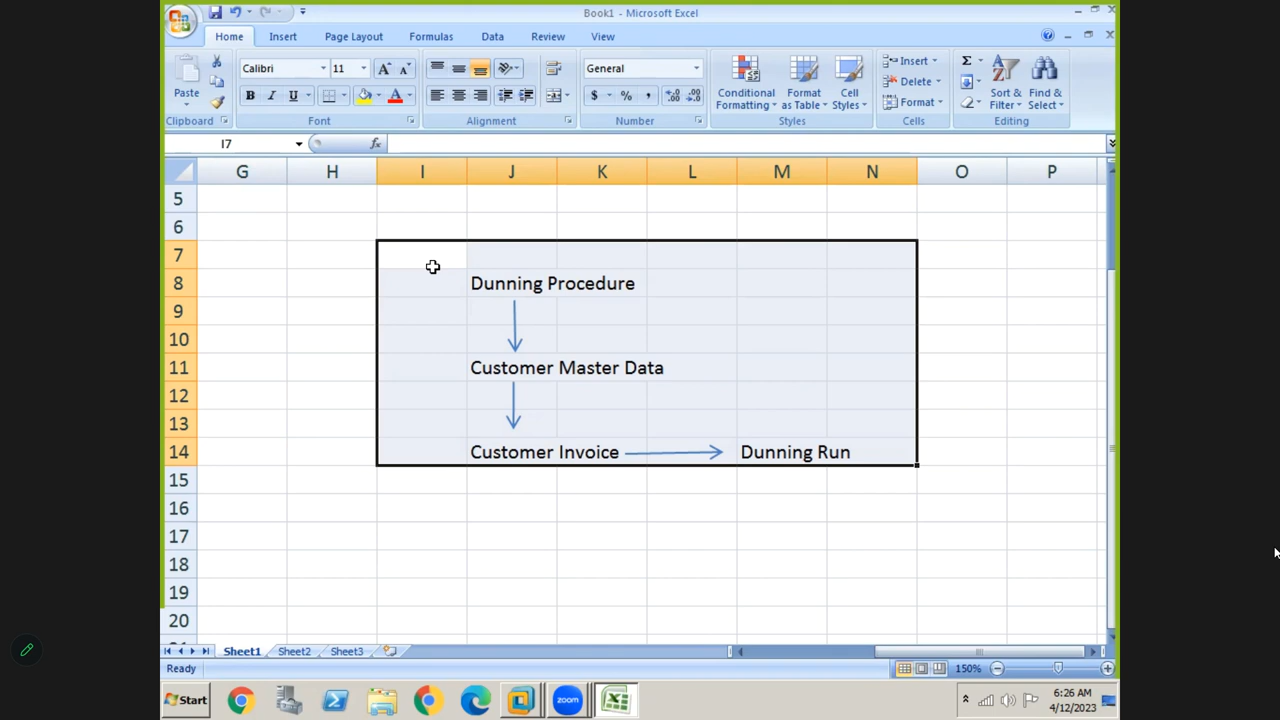 Book1 - Microsoft Excel
Home Insert Page Layout Formulas Data Review View
Paste
Calibri 11
General
B I U
$ % ,
Conditional Formatting
Format as Table
Cell Styles
Insert
Delete
Format
Σ
Sort & Filter
Find & Select
Clipboard Font Alignment Number Styles Cells Editing
I7 fx
G H I J K L M N O P
5
6
7
8 Dunning Procedure
9
10
11 Customer Master Data
12
13
14 Customer Invoice Dunning Run
15
16
17
18
19
20
Sheet1 Sheet2 Sheet3
Ready 150%
Start zoom 6:26 AM
4/12/2023